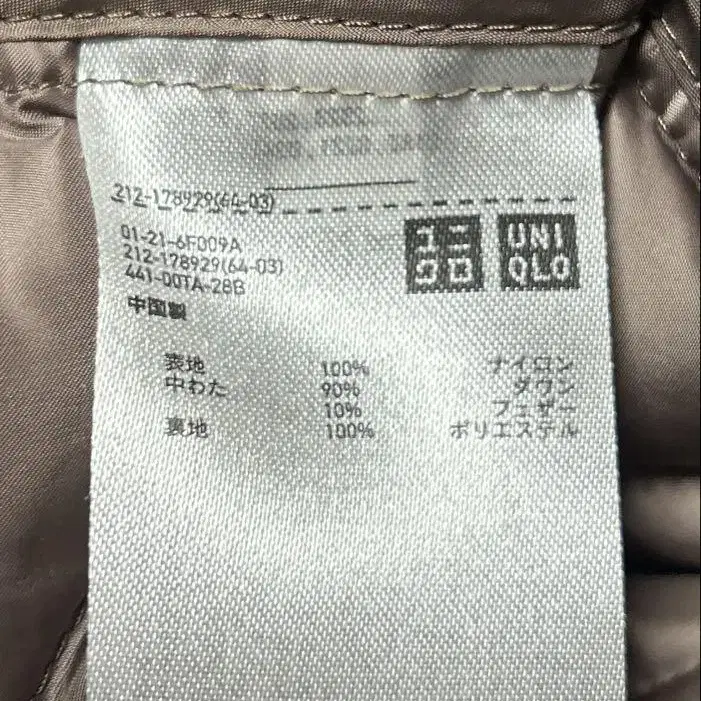 212-178929(64-03)
ユニ
クロ
UNI
QLO
01-21-6F009A
212-178929(64-03)
441-00TA-28B
中国製
表地 100% ナイロン
中わた 90% ダウン
10% フェザー
裏地 100% ポリエステル